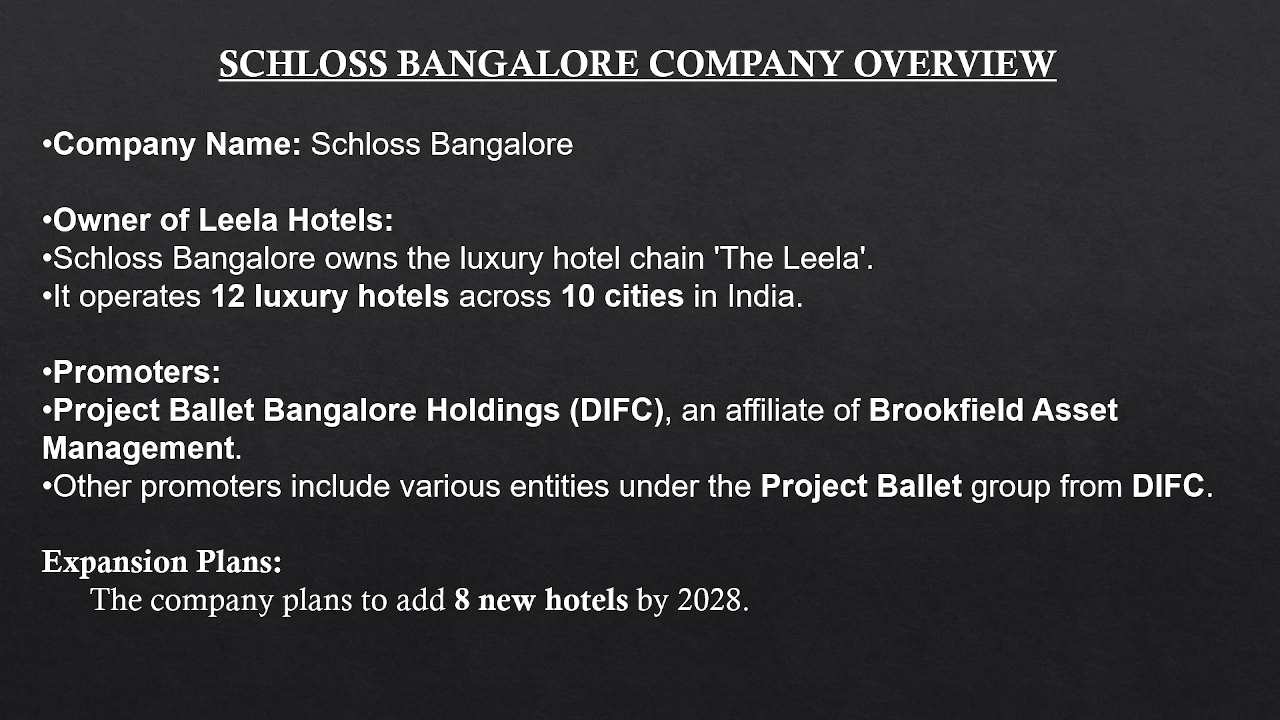 SCHLOSS BANGALORE COMPANY OVERVIEW
•Company Name: Schloss Bangalore
•Owner of Leela Hotels:
•Schloss Bangalore owns the luxury hotel chain 'The Leela'.
•It operates 12 luxury hotels across 10 cities in India.
•Promoters:
•Project Ballet Bangalore Holdings (DIFC), an affiliate of Brookfield Asset
Management.
•Other promoters include various entities under the Project Ballet group from DIFC.
Expansion Plans:
The company plans to add 8 new hotels by 2028.